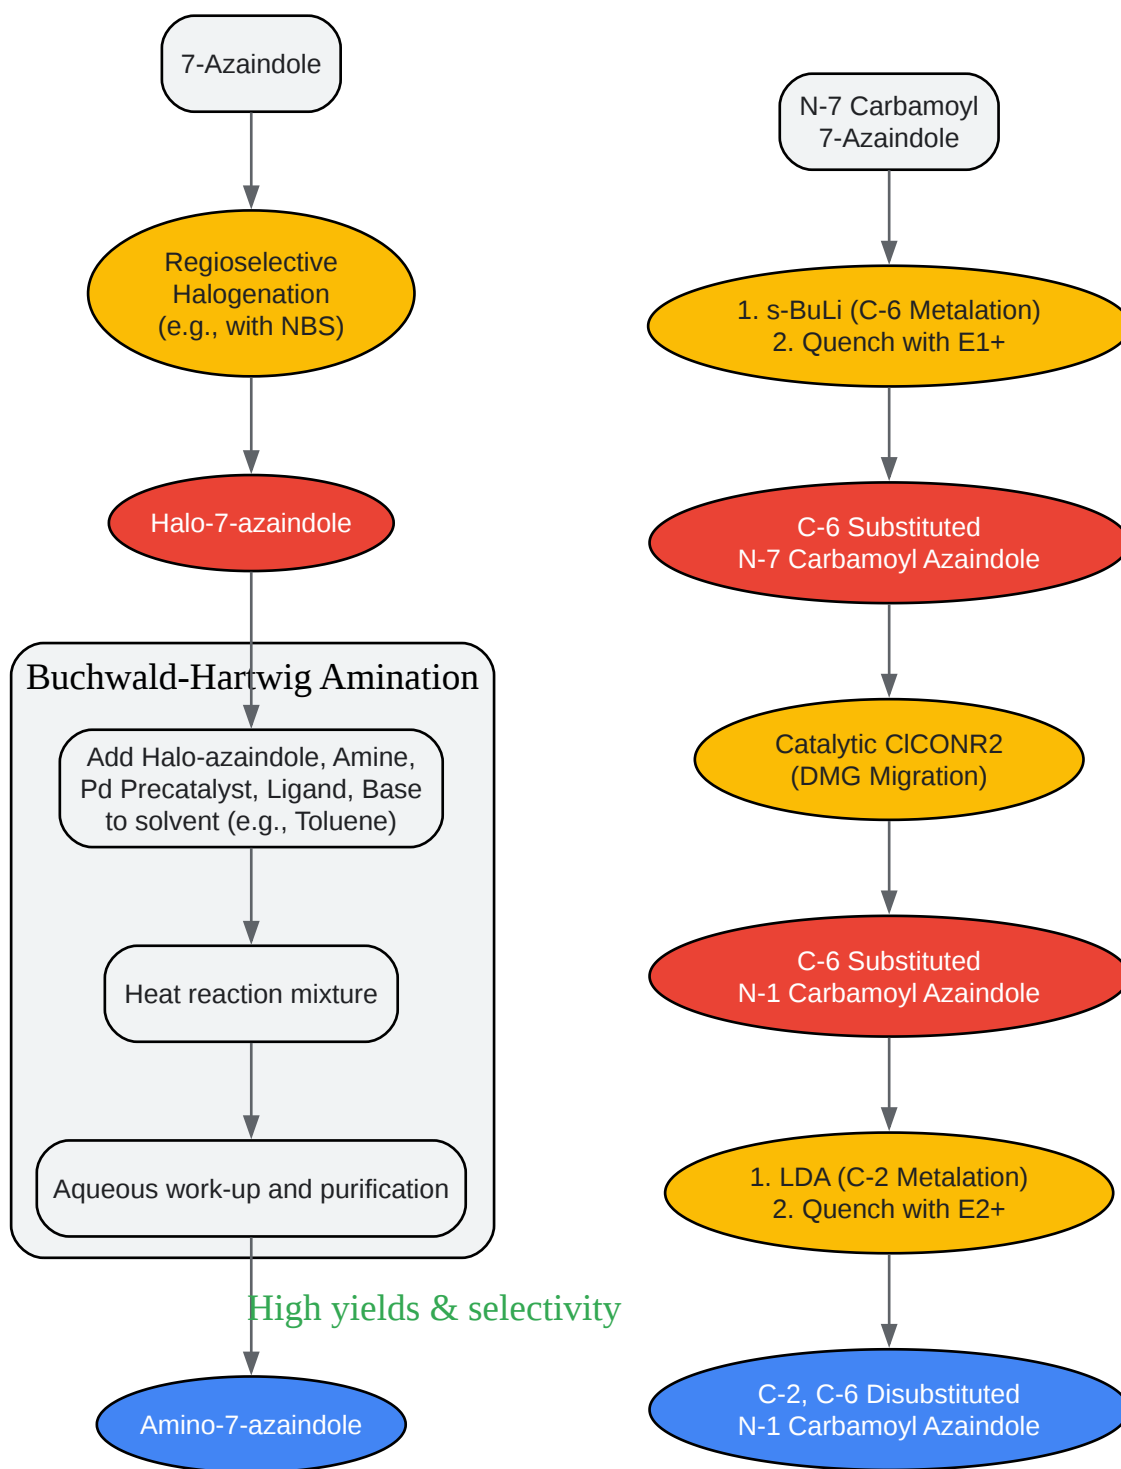 7-Azaindole
Regioselective
Halogenation
(e.g., with NBS)
Halo-7-azaindole
Buchwald-Hartwig Amination
Add Halo-azaindole, Amine,
Pd Precatalyst, Ligand, Base
to solvent (e.g., Toluene)
Heat reaction mixture
Aqueous work-up and purification
High yields & selectivity
Amino-7-azaindole
N-7 Carbamoyl
7-Azaindole
1. s-BuLi (C-6 Metalation)
2. Quench with E1+
C-6 Substituted
N-7 Carbamoyl Azaindole
Catalytic ClCONR2
(DMG Migration)
C-6 Substituted
N-1 Carbamoyl Azaindole
1. LDA (C-2 Metalation)
2. Quench with E2+
C-2, C-6 Disubstituted
N-1 Carbamoyl Azaindole